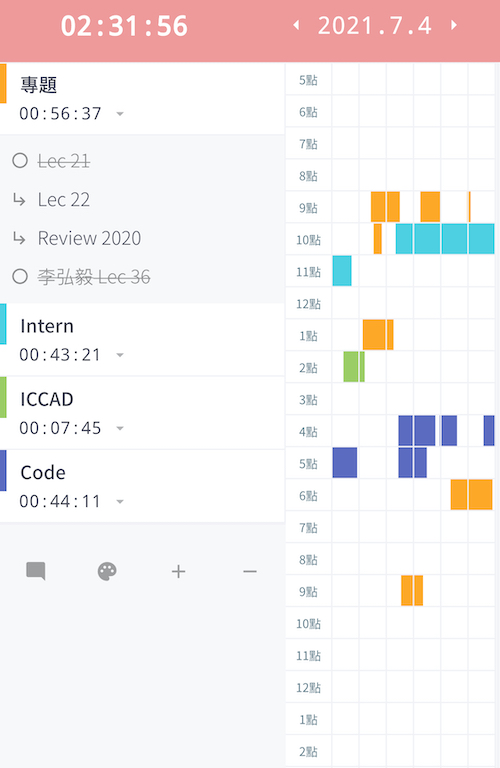 02:31:56
2021.7.4
專題
00:56:37
Lec 21
Lec 22
Review 2020
李弘毅 Lec 36
Intern
00:43:21
ICCAD
00:07:45
Code
00:44:11
5點
6點
7點
8點
9點
10點
11點
12點
1點
2點
3點
4點
5點
6點
7點
8點
9點
10點
11點
12點
1點
2點